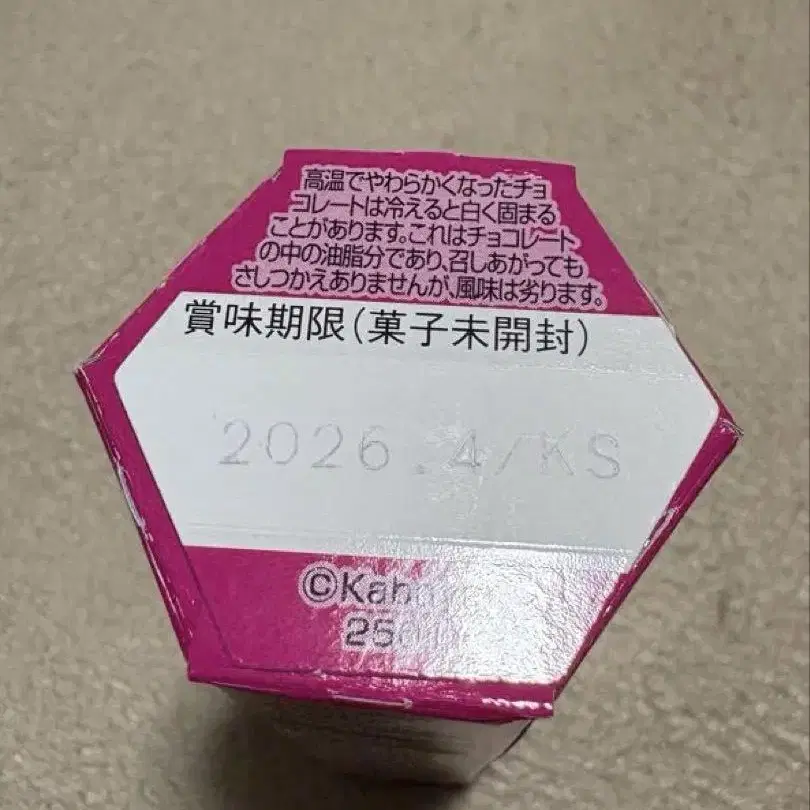 高温でやわらかくなったチョ
コレートは冷えると白く固まる
ことがあります。これはチョコレート
の中の油脂分であり、召しあがっても
さしつかえありませんが、風味は劣ります。
賞味期限(菓子未開封)
2026.4/KS